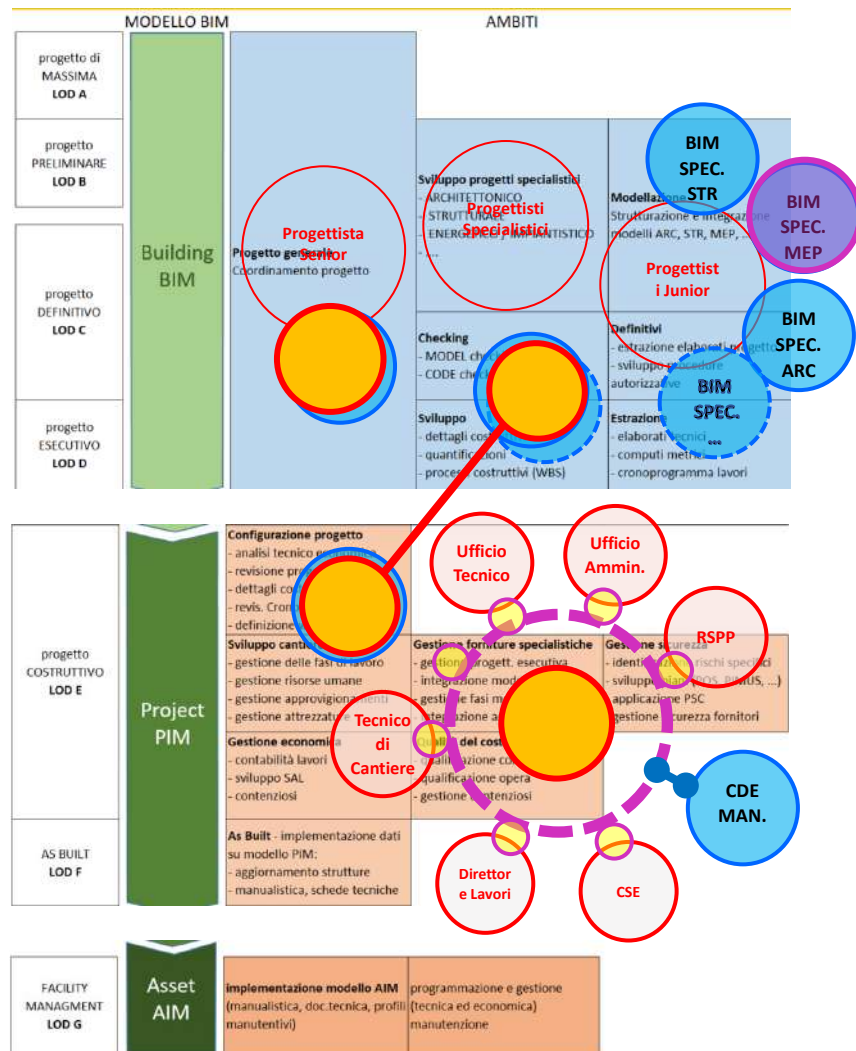 MODELLO BIM
AMBITI
progetto di
MASSIMA
LOD A
progetto
PRELIMINARE
LOD B
progetto
DEFINITIVO
LOD C
progetto
ESECUTIVO
LOD D
Building
BIM
Progettista
Senior
Progetto generale
Coordinamento progetto
Sviluppo progetti specialistici
- ARCHITETTONICO
- STRUTTURALE
- ENERGETICO / IMPIANTISTICO
- ....
Progettisti
Specialistici
Modellazione
Strutturazione e integrazione
modelli ARC, STR, MEP, ...
Progettist
i Junior
BIM
SPEC.
STR
BIM
SPEC.
MEP
BIM
SPEC.
ARC
BIM
SPEC.
...
Checking
- MODEL
- CODE
Definitivi
- estrazione elaborati progetto
- sviluppo procedure
autorizzative
Sviluppo
- dettagli
- quantificazioni
- processi costruttivi (WBS)
Estrazione
- elaborati tecnici
- computi metrici
- cronoprogramma lavori
progetto
COSTRUTTIVO
LOD E
AS BUILT
LOD F
Project
PIM
Configurazione progetto
- analisi tecnico economica
- revisione
- dettagli
- revis.
- definizione
Sviluppo cantiere
- gestione delle fasi di lavoro
- gestione risorse umane
- gestione approvigionamenti
- gestione attrezzature
Gestione forniture specialistiche
- gestione progett. esecutiva
- integrazione
- gestione fasi
- integrazione
Gestione sicurezza
- identificazione rischi specifici
- sviluppo
- applicazione PSC
- gestione sicurezza fornitori
Gestione economica
- contabilità lavori
- sviluppo SAL
- contenziosi
Qualità del
- qualificazione
- qualificazione opera
- gestione contenziosi
As Built - implementazione dati
su modello PiM:
- aggiornamento strutture
- manualistica, schede tecniche
Ufficio
Tecnico
Ufficio
Ammin.
RSPP
Tecnico
di
Cantiere
CDE
MAN.
Direttor
e Lavori
CSE
FACILITY
MANAGMENT
LOD G
Asset
AIM
implementazione modello AIM
(manualistica, doc.tecnica, profili
manutentivi)
programmazione e gestione
(tecnica ed economica)
manutenzione